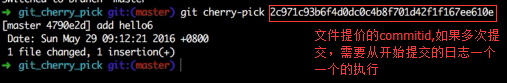 Switched to branch 'master'
➜ git_cherry_pick git:(master) git cherry-pick 2c971c93b6f4d0dc0c4b8f701d42f1f167ee610e
[master 4790e2d] add hello6
Date: Sun May 29 09:12:21 2016 +0800
1 file changed, 1 insertion(+)
➜ git_cherry_pick git:(master)
文件提价的commitid,如果多次提
交，需要从开始提交的日志一个
一个的执行